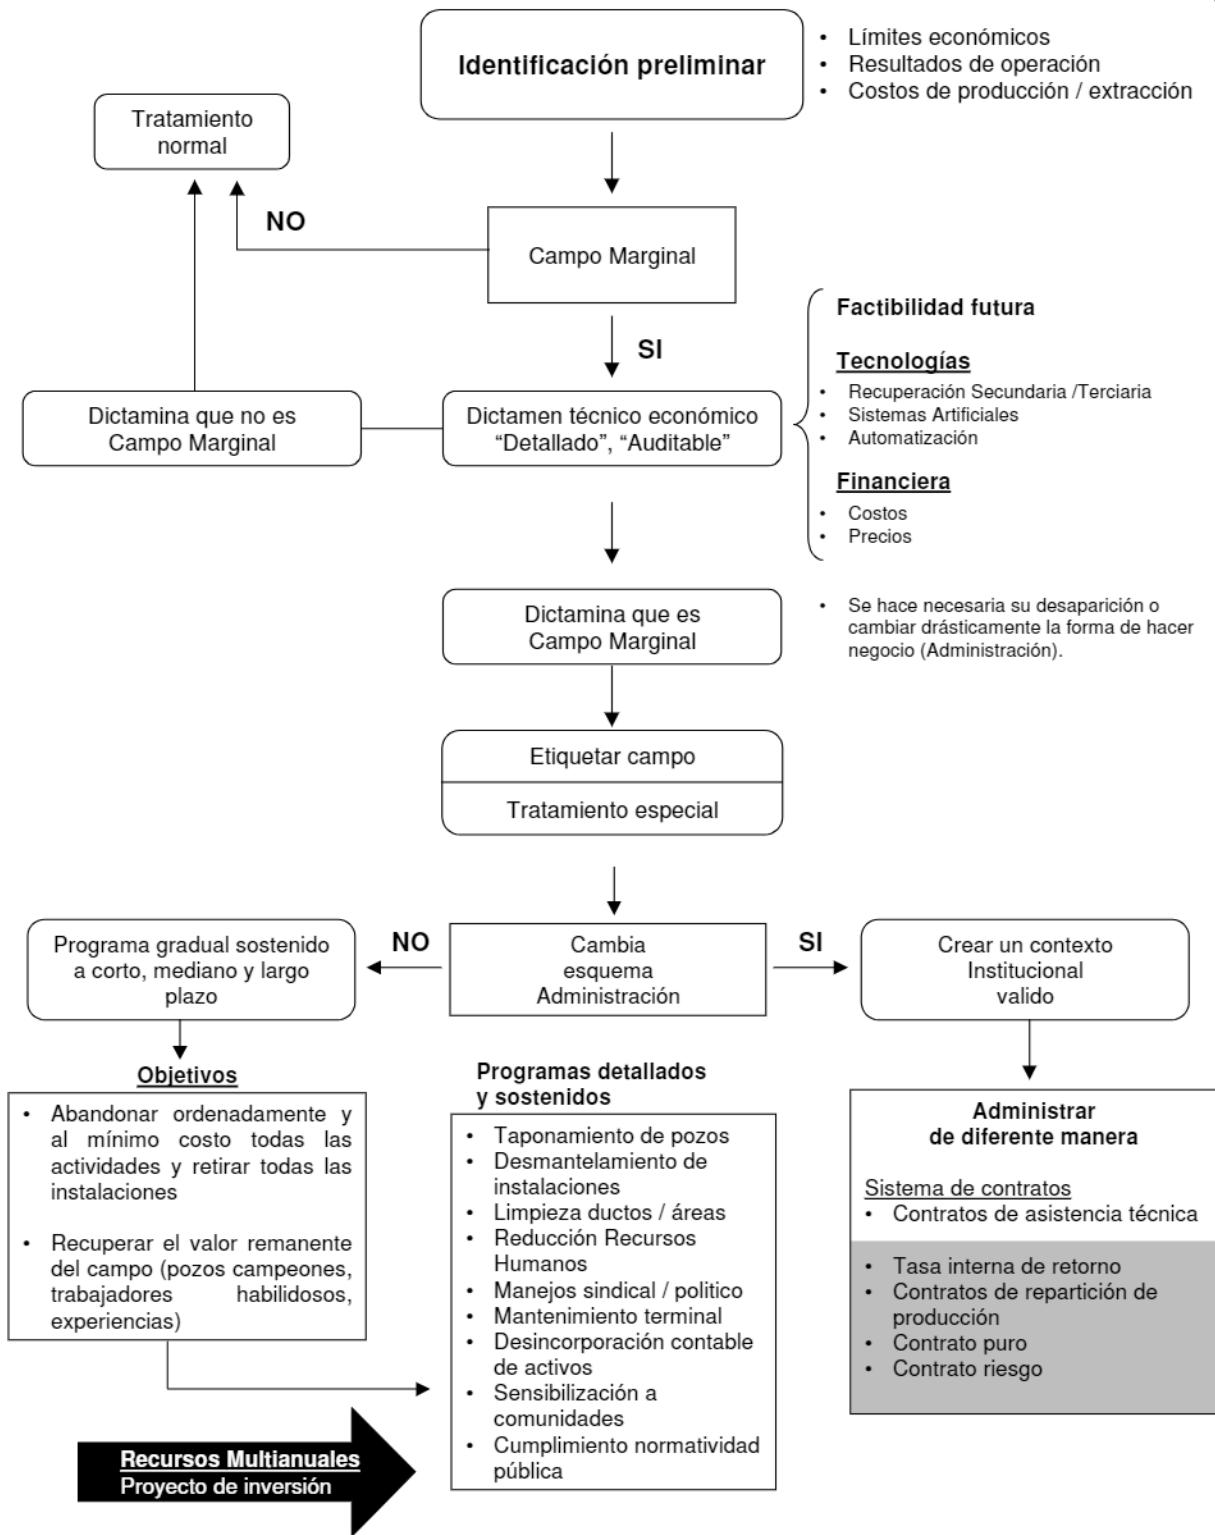 Identificación preliminar
• Límites económicos
• Resultados de operación
• Costos de producción / extracción
Tratamiento
normal
NO
Campo Marginal
SI
Factibilidad futura
Tecnologías
• Recuperación Secundaria /Terciaria
• Sistemas Artificiales
• Automatización
Financiera
• Costos
• Precios
Dictamina que no es
Campo Marginal
Dictamen técnico económico
“Detallado”, “Auditable”
Dictamina que es
Campo Marginal
• Se hace necesaria su desaparición o
cambiar drásticamente la forma de hacer
negocio (Administración).
Etiquetar campo
Tratamiento especial
Programa gradual sostenido
a corto, mediano y largo
plazo
NO
Cambia
esquema
Administración
SI
Crear un contexto
Institucional
valido
Objetivos
• Abandonar ordenadamente y
al mínimo costo todas las
actividades y retirar todas las
instalaciones
• Recuperar el valor remanente
del campo (pozos campeones,
trabajadores habilidosos,
experiencias)
Programas detallados
y sostenidos
• Taponamiento de pozos
• Desmantelamiento de
instalaciones
• Limpieza ductos / áreas
• Reducción Recursos
Humanos
• Manejos sindical / politico
• Mantenimiento terminal
• Desincorporación contable
de activos
• Sensibilización a
comunidades
• Cumplimiento normatividad
pública
Administrar
de diferente manera
Sistema de contratos
• Contratos de asistencia técnica
• Tasa interna de retorno
• Contratos de repartición de
producción
• Contrato puro
• Contrato riesgo
Recursos Multianuales
Proyecto de inversión